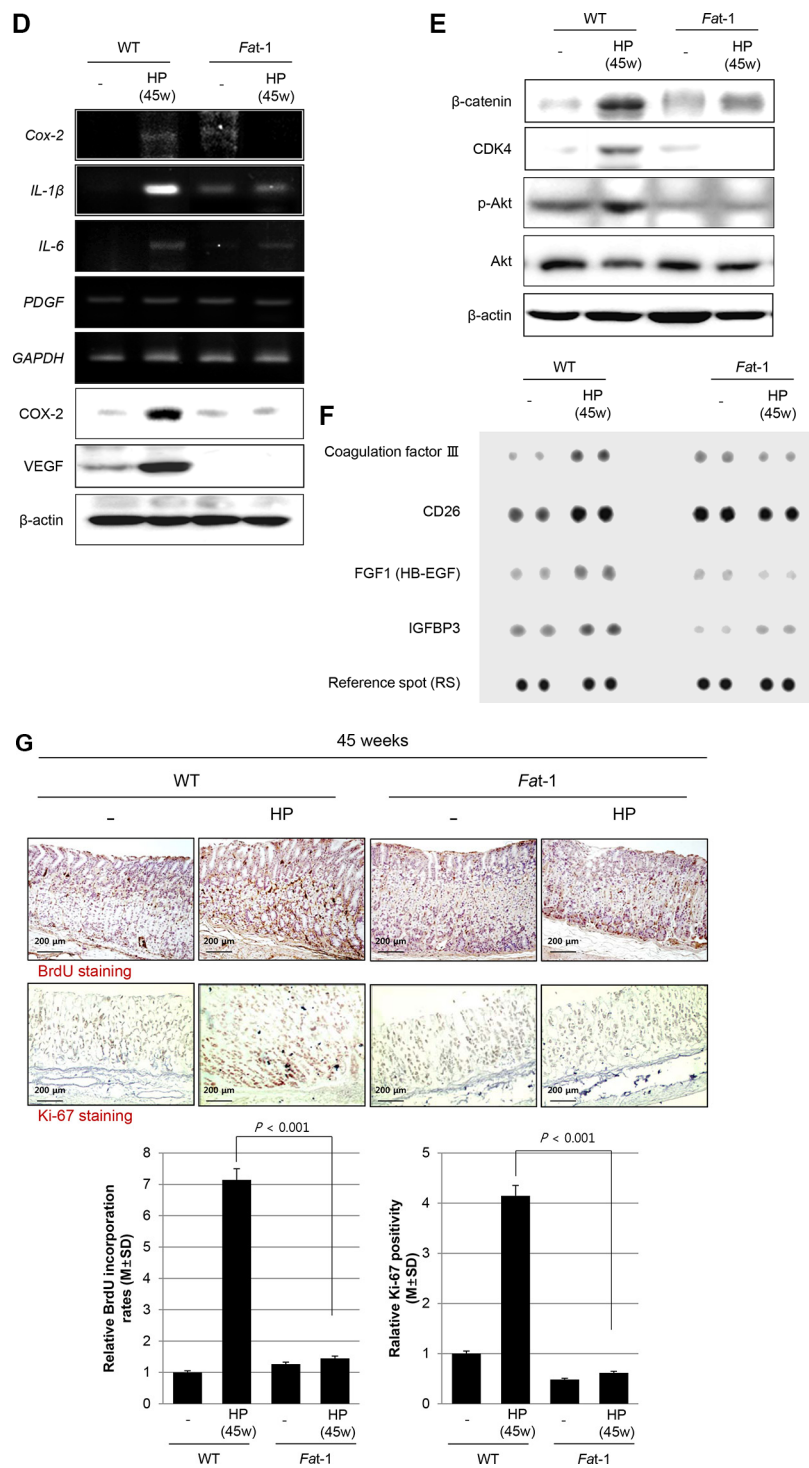 D
WT
Fat-1
-
HP
(45w)
-
HP
(45w)
Cox-2
IL-1β
IL-6
PDGF
GAPDH
COX-2
VEGF
β-actin
E
WT
Fat-1
-
HP
(45w)
-
HP
(45w)
β-catenin
CDK4
p-Akt
Akt
β-actin
F
WT
Fat-1
-
HP
(45w)
-
HP
(45w)
Coagulation factor Ⅲ
CD26
FGF1 (HB-EGF)
IGFBP3
Reference spot (RS)
G
45 weeks
WT
Fat-1
–
HP
–
HP
200 µm
200 µm
200 µm
200 µm
BrdU staining
200 µm
200 µm
200 µm
200 µm
Ki-67 staining
Relative BrdU incorporation
rates (M±SD)
8
7
6
5
4
3
2
1
0
P < 0.001
-
HP
(45w)
-
HP
(45w)
WT
Fat-1
Ralative Ki-67 positivity
(M±SD)
5
4
3
2
1
0
P < 0.001
-
HP
(45w)
-
HP
(45w)
WT
Fat-1